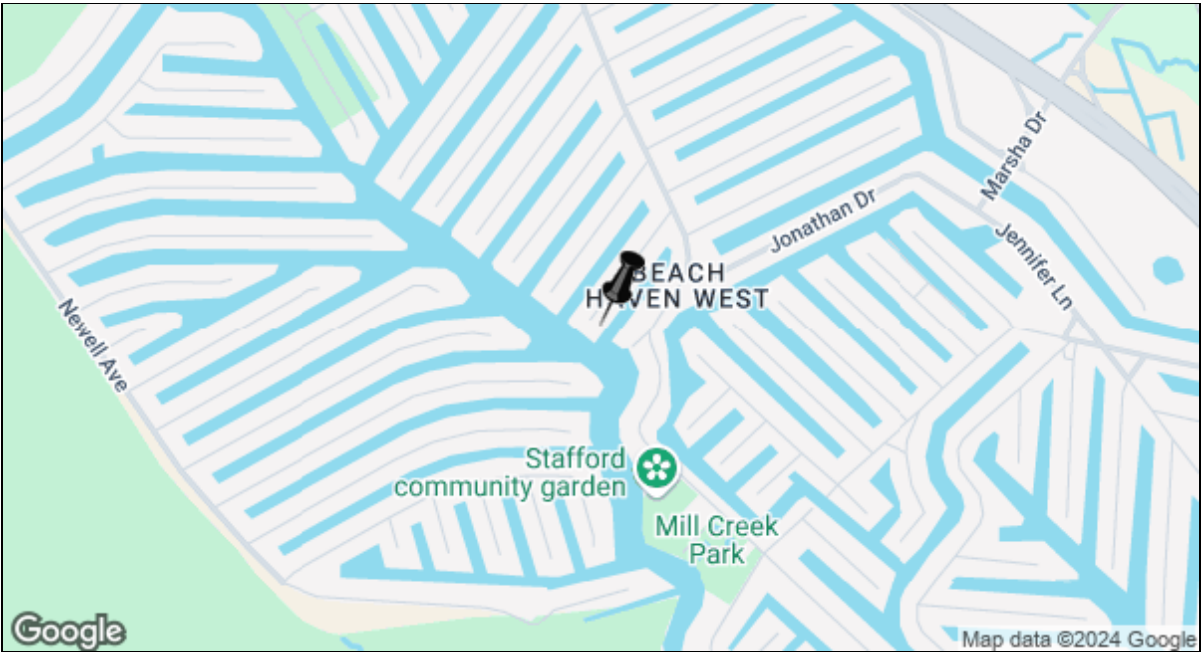 Marsha Dr
Jonathan Dr
Jennifer Ln
BEACH
HAVEN WEST
Newell Ave
Stafford
community garden
Mill Creek
Park
Google
Map data ©2024 Google